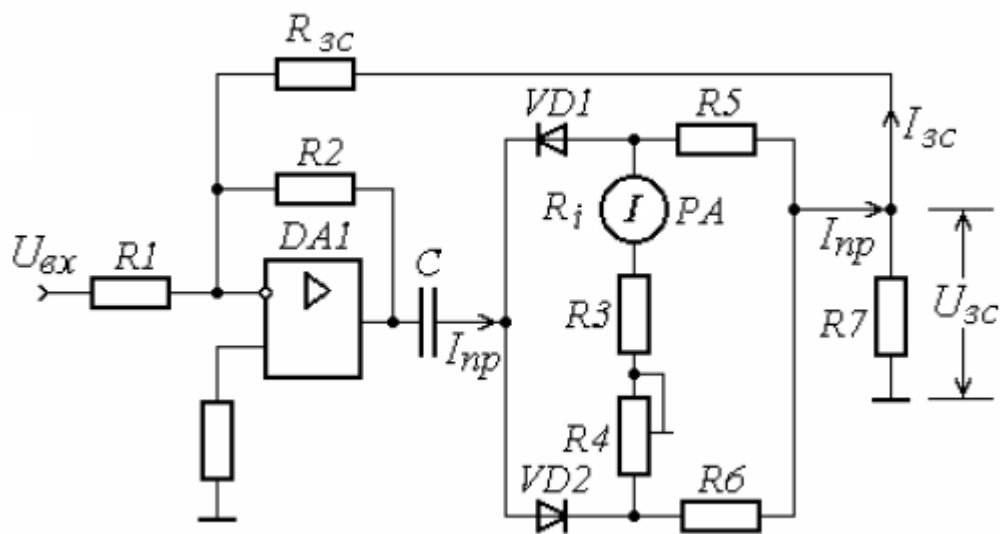 R зс
VD1
R5
I зс
R2
R i
I
PA
U вх
R1
DA1
C
I пр
R3
I пр
R7
U зс
R4
VD2
R6